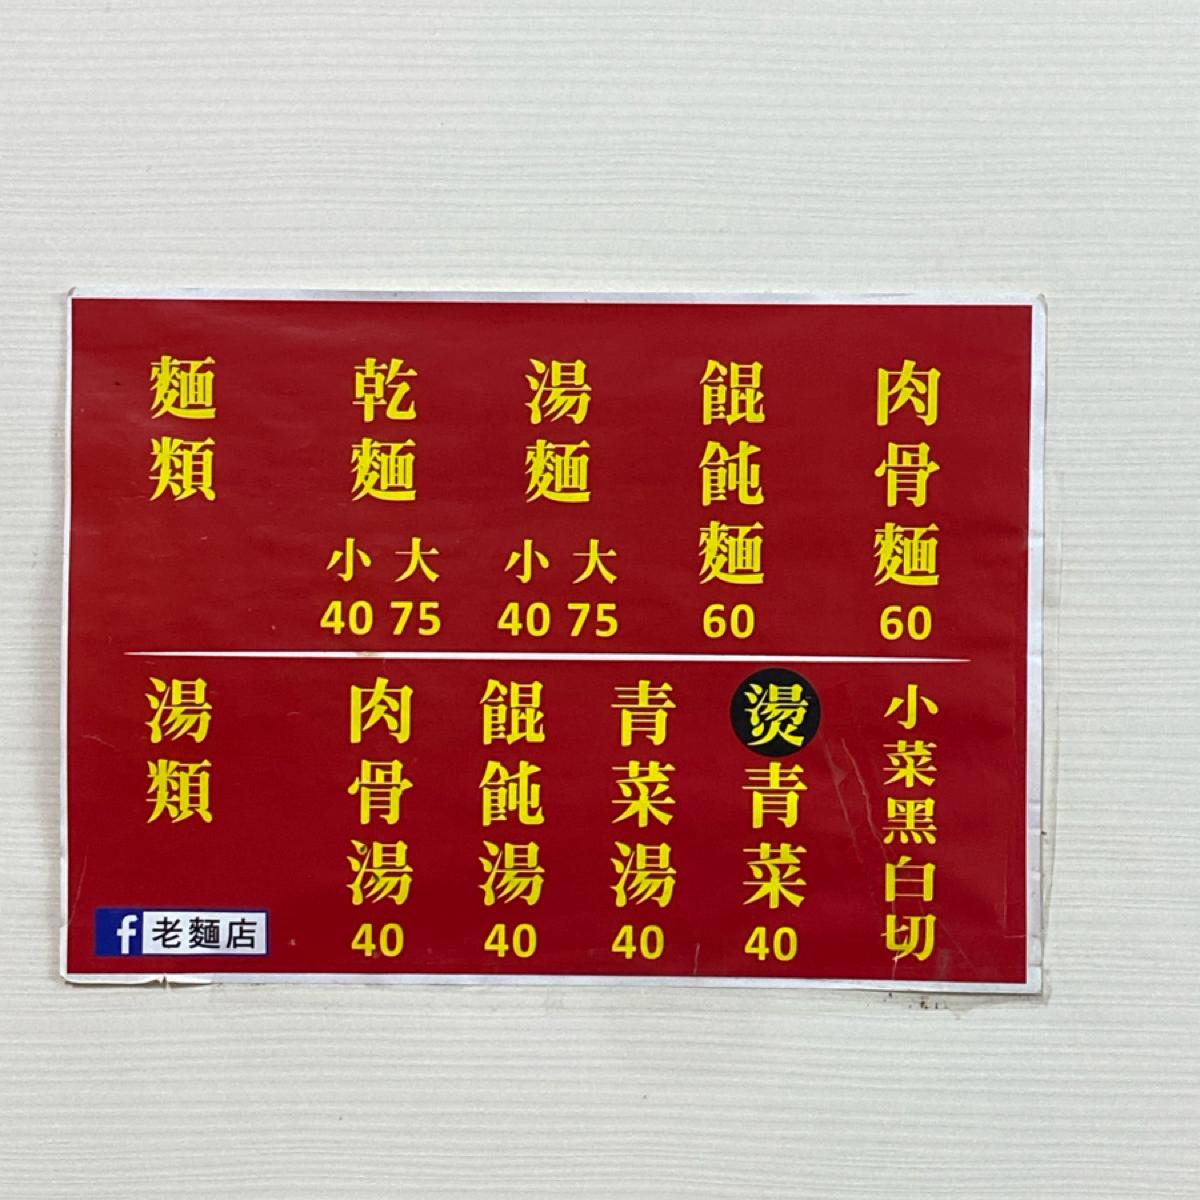 麵類
乾麵
小 大
40 75
湯麵
小 大
40 75
餛飩麵
60
肉骨麵
60
湯類
肉骨湯
40
餛飩湯
40
青菜湯
40
燙青菜
40
小菜黑白切
f 老麵店